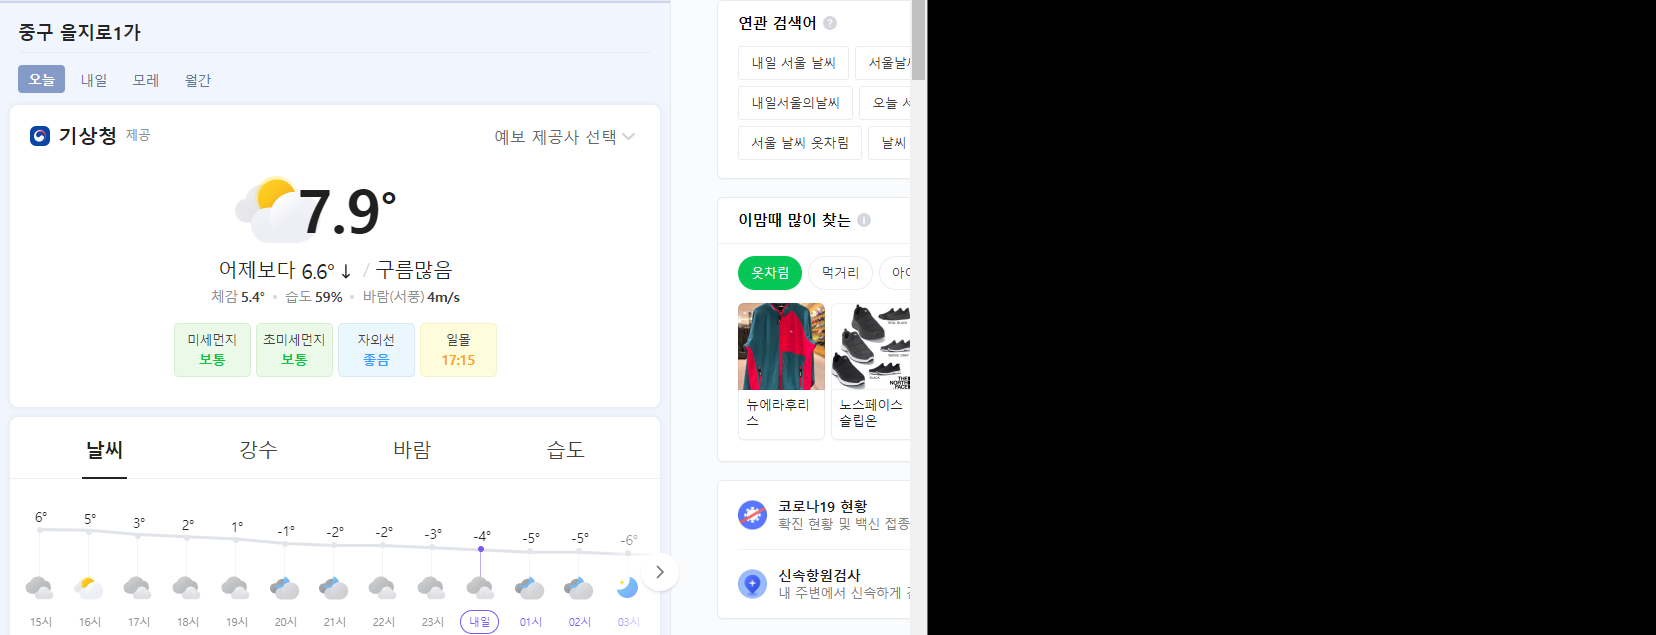 중구 을지로1가
오늘 내일 모레 월간
기상청 제공
예보 제공사 선택
7.9°
어제보다 6.6° ↓ / 구름많음
체감 5.4° • 습도 59% • 바람(서풍) 4m/s
미세먼지 초미세먼지 자외선 일몰
보통 보통 좋음 17:15
날씨 강수 바람 습도
6° 5° 3° 2° 1° -1° -2° -2° -3° -4° -5° -5° -6°
15시 16시 17시 18시 19시 20시 21시 22시 23시 내일 01시 02시 03시
연관 검색어 ?
내일 서울 날씨 서울날
내일서울의날씨 오늘 서
서울 날씨 옷차림 날씨
이맘때 많이 찾는
옷차림 먹거리
뉴에라후리
스
노스페이스
슬립온
코로나19 현황
확진 현황 및 백신 접종
신속항원검사
내 주변에서 신속하게